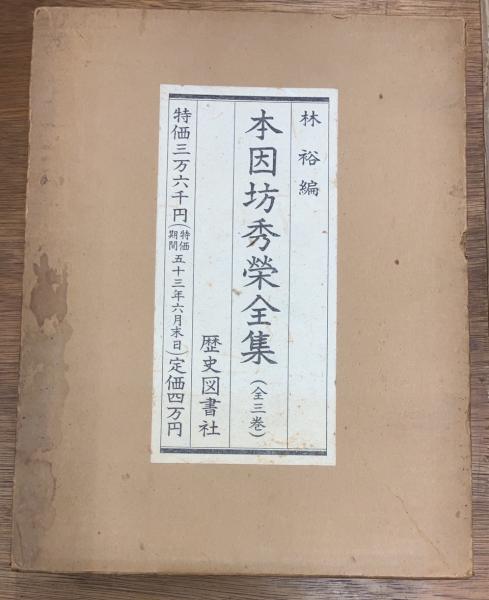 林裕編
本因坊秀榮全集(全三巻)
歴史図書社
特価三万六千円(特価期間五十三年六月末日)定価四万円